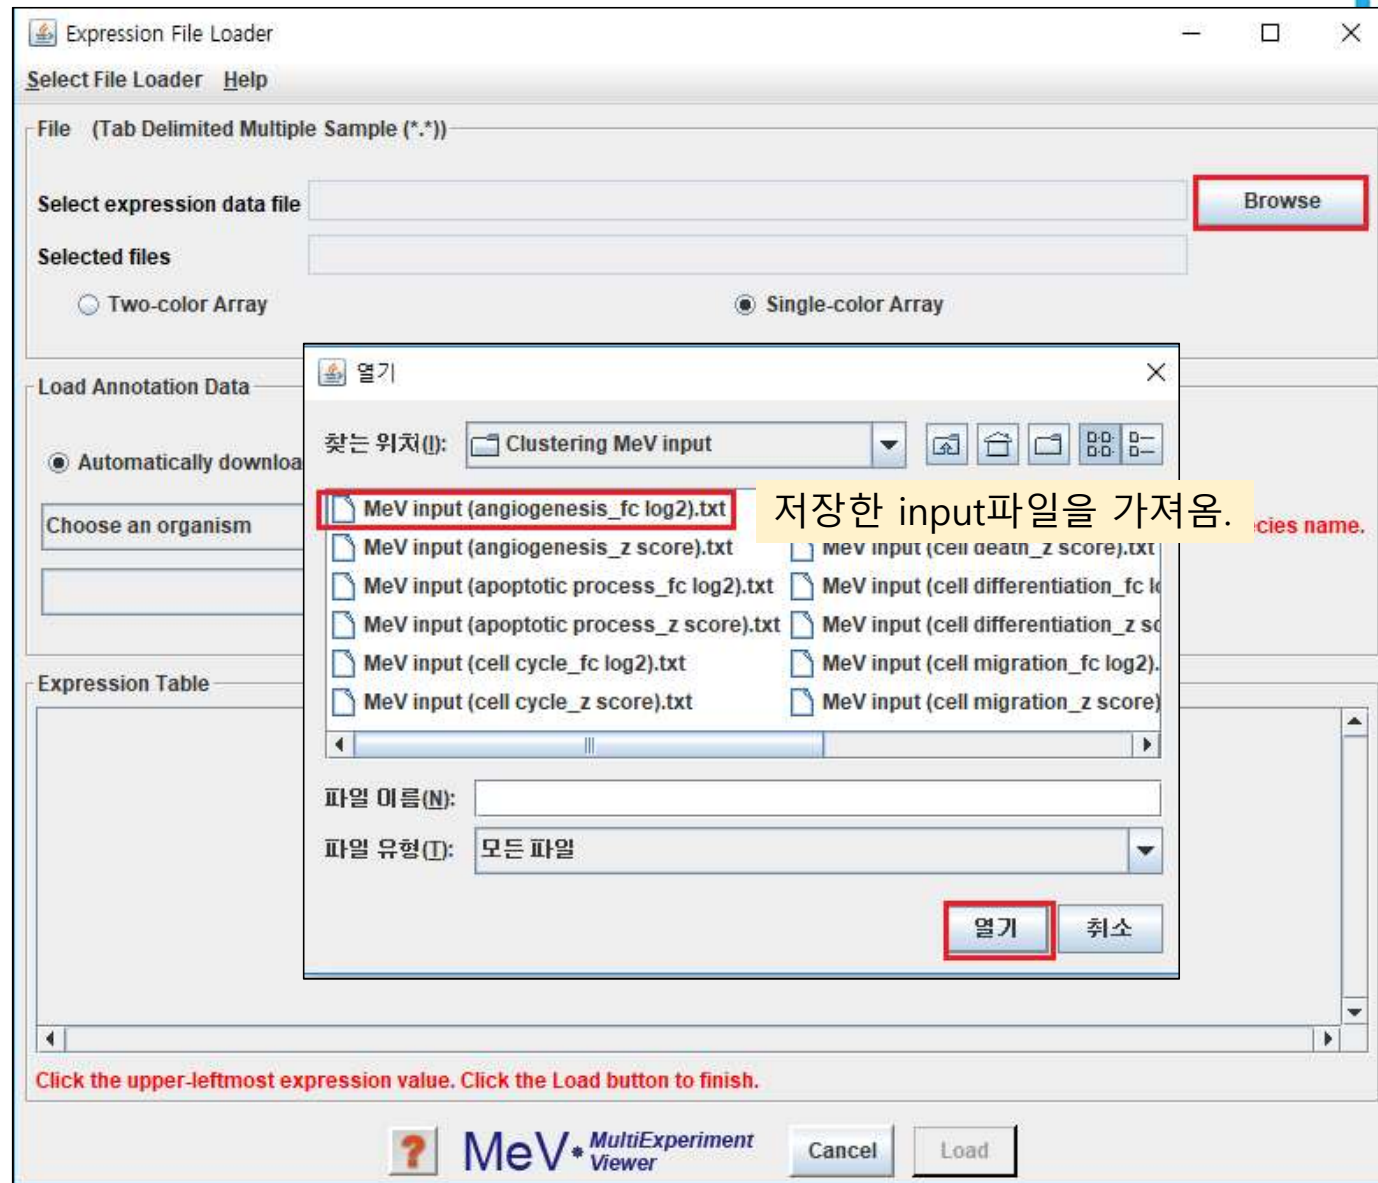 Expression File Loader
Select File Loader Help
File (Tab Delimited Multiple Sample (*.*))
Select expression data file
Browse
Selected files
Two-color Array
Single-color Array
열기
Load Annotation Data
찾는 위치(I): Clustering MeV input
Automatically downloa
MeV input (angiogenesis_fc log2).txt
저장한 input파일을 가져옴.
Choose an organism
ecies name.
MeV input (angiogenesis_z score).txt
MeV input (cell death_z score).txt
MeV input (apoptotic process_fc log2).txt
MeV input (cell differentiation_fc lo
MeV input (apoptotic process_z score).txt
MeV input (cell differentiation_z sc
MeV input (cell cycle_fc log2).txt
MeV input (cell migration_fc log2).
Expression Table
MeV input (cell cycle_z score).txt
MeV input (cell migration_z score)
파일 이름(N):
파일 유형(T): 모든 파일
열기
취소
Click the upper-leftmost expression value. Click the Load button to finish.
MeV* MultiExperiment
Viewer
Cancel
Load